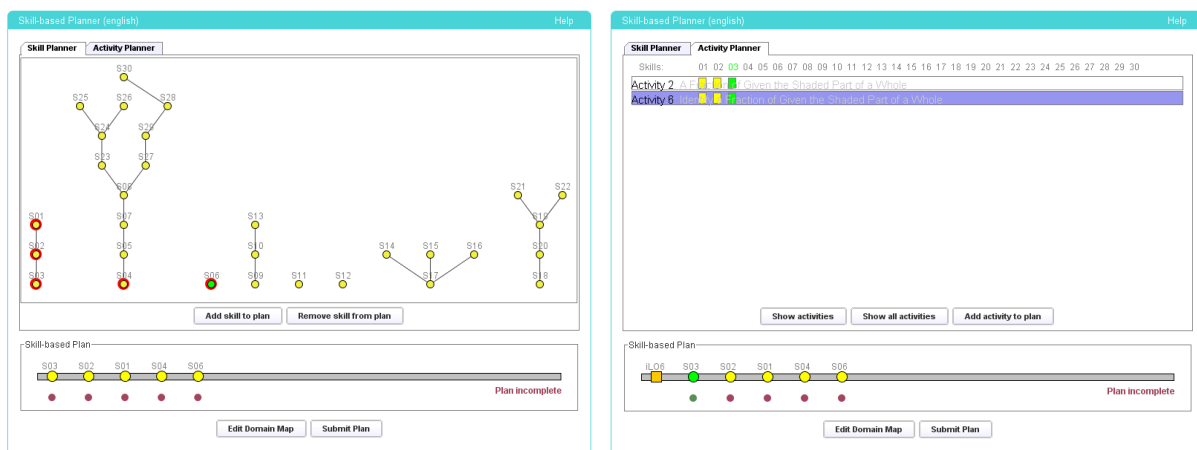 Skill-based Planner (english) Help
Skill Planner Activity Planner
S30
S25 S26 S28
S24 S29
S23 S27
S08
S21 S22
S01 S07 S13 S19
S02 S05 S10 S14 S15 S16 S20
S03 S04 S06 S09 S11 S12 S17 S18
Add skill to plan Remove skill from plan
Skill-based Plan
S03 S02 S01 S04 S06
Plan incomplete
Edit Domain Map Submit Plan
Skill-based Planner (english) Help
Skill Planner Activity Planner
Skills: 01 02 03 04 05 06 07 08 09 10 11 12 13 14 15 16 17 18 19 20 21 22 23 24 25 26 27 28 29 30
Activity 2 A of Given the Shaded Part of a Whole
Activity 6 Fraction of Given the Shaded Part of a Whole
Show activities Show all activities Add activity to plan
Skill-based Plan
iLO6 S03 S02 S01 S04 S06
Plan incomplete
Edit Domain Map Submit Plan